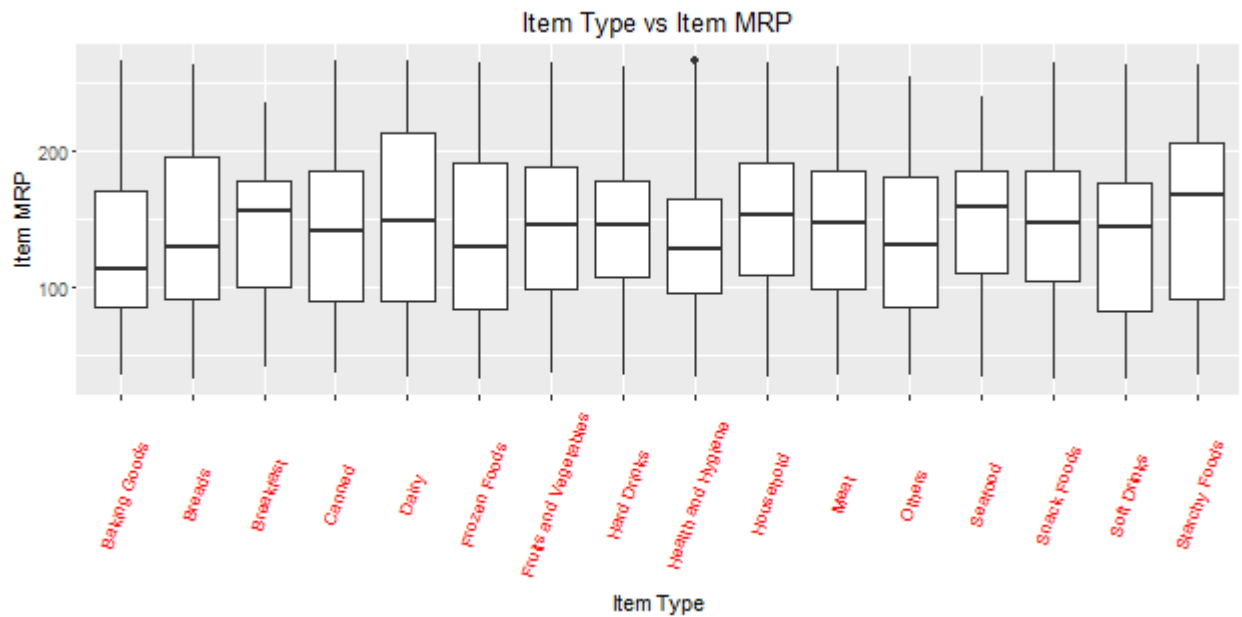 Item Type vs Item MRP
Item MRP
200
100
Baking Goods
Breads
Breakfast
Canned
Dairy
Frozen Foods
Fruits and Vegetables
Hard Drinks
Health and Hygiene
Household
Meat
Others
Seafood
Snack Foods
Soft Drinks
Starchy Foods
Item Type